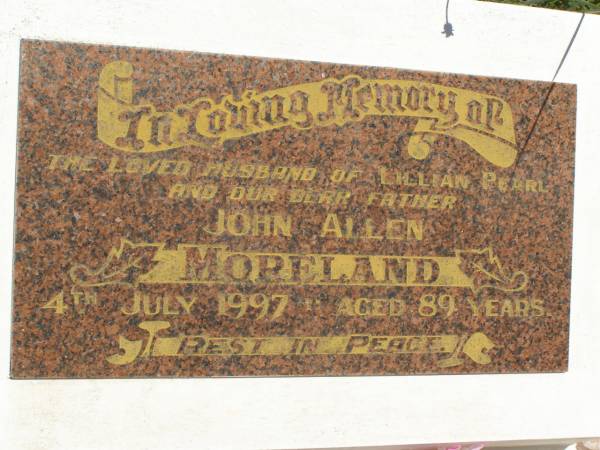 In Loving Memory of
THE LOVED HUSBAND OF LILLIAN PEARL
AND OUR DEAR FATHER
JOHN ALLEN
MORELAND
4TH JULY 1997 - AGED 89 YEARS.
REST IN PEACE